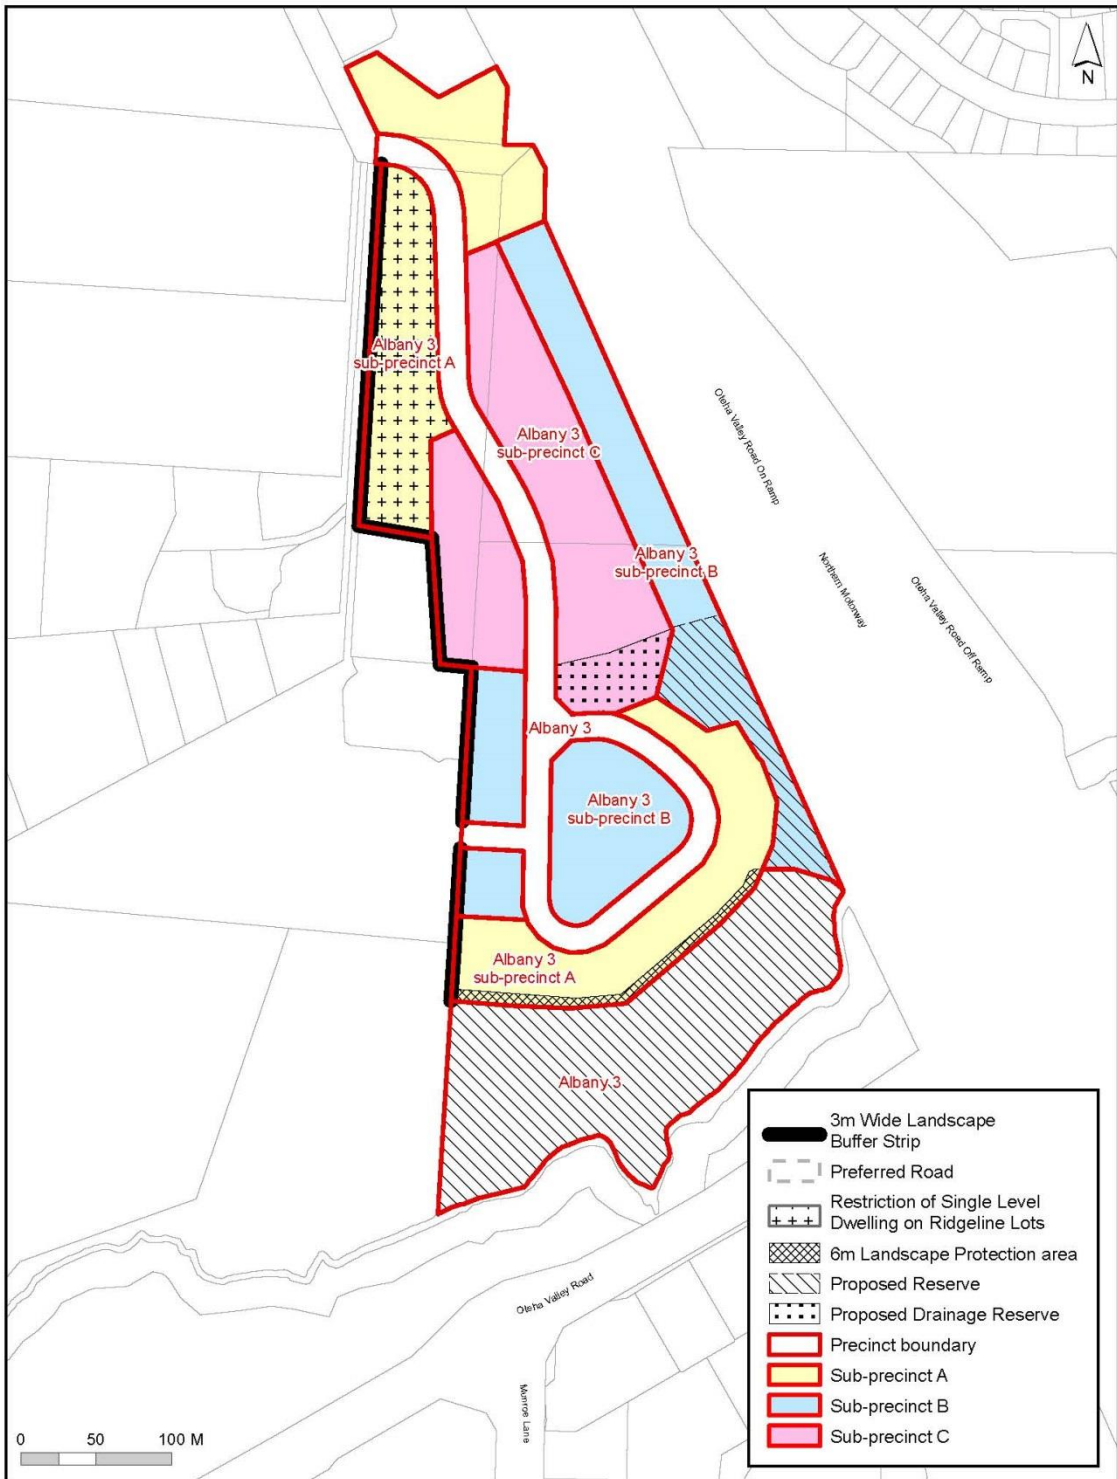 N
Albany 3
sub-precinct A
Albany 3
sub-precinct C
Oteha Valley Road On Ramp
Albany 3
sub-precinct B
Northern Motorway
Oteha Valley Road Off Ramp
Albany 3
Albany 3
sub-precinct B
Albany 3
sub-precinct A
Albany 3
Oteha Valley Road
Munroe Lane
3m Wide Landscape
Buffer Strip
Preferred Road
Restriction of Single Level
Dwelling on Ridgeline Lots
6m Landscape Protection area
Proposed Reserve
Proposed Drainage Reserve
Precinct boundary
Sub-precinct A
Sub-precinct B
Sub-precinct C
0 50 100 M